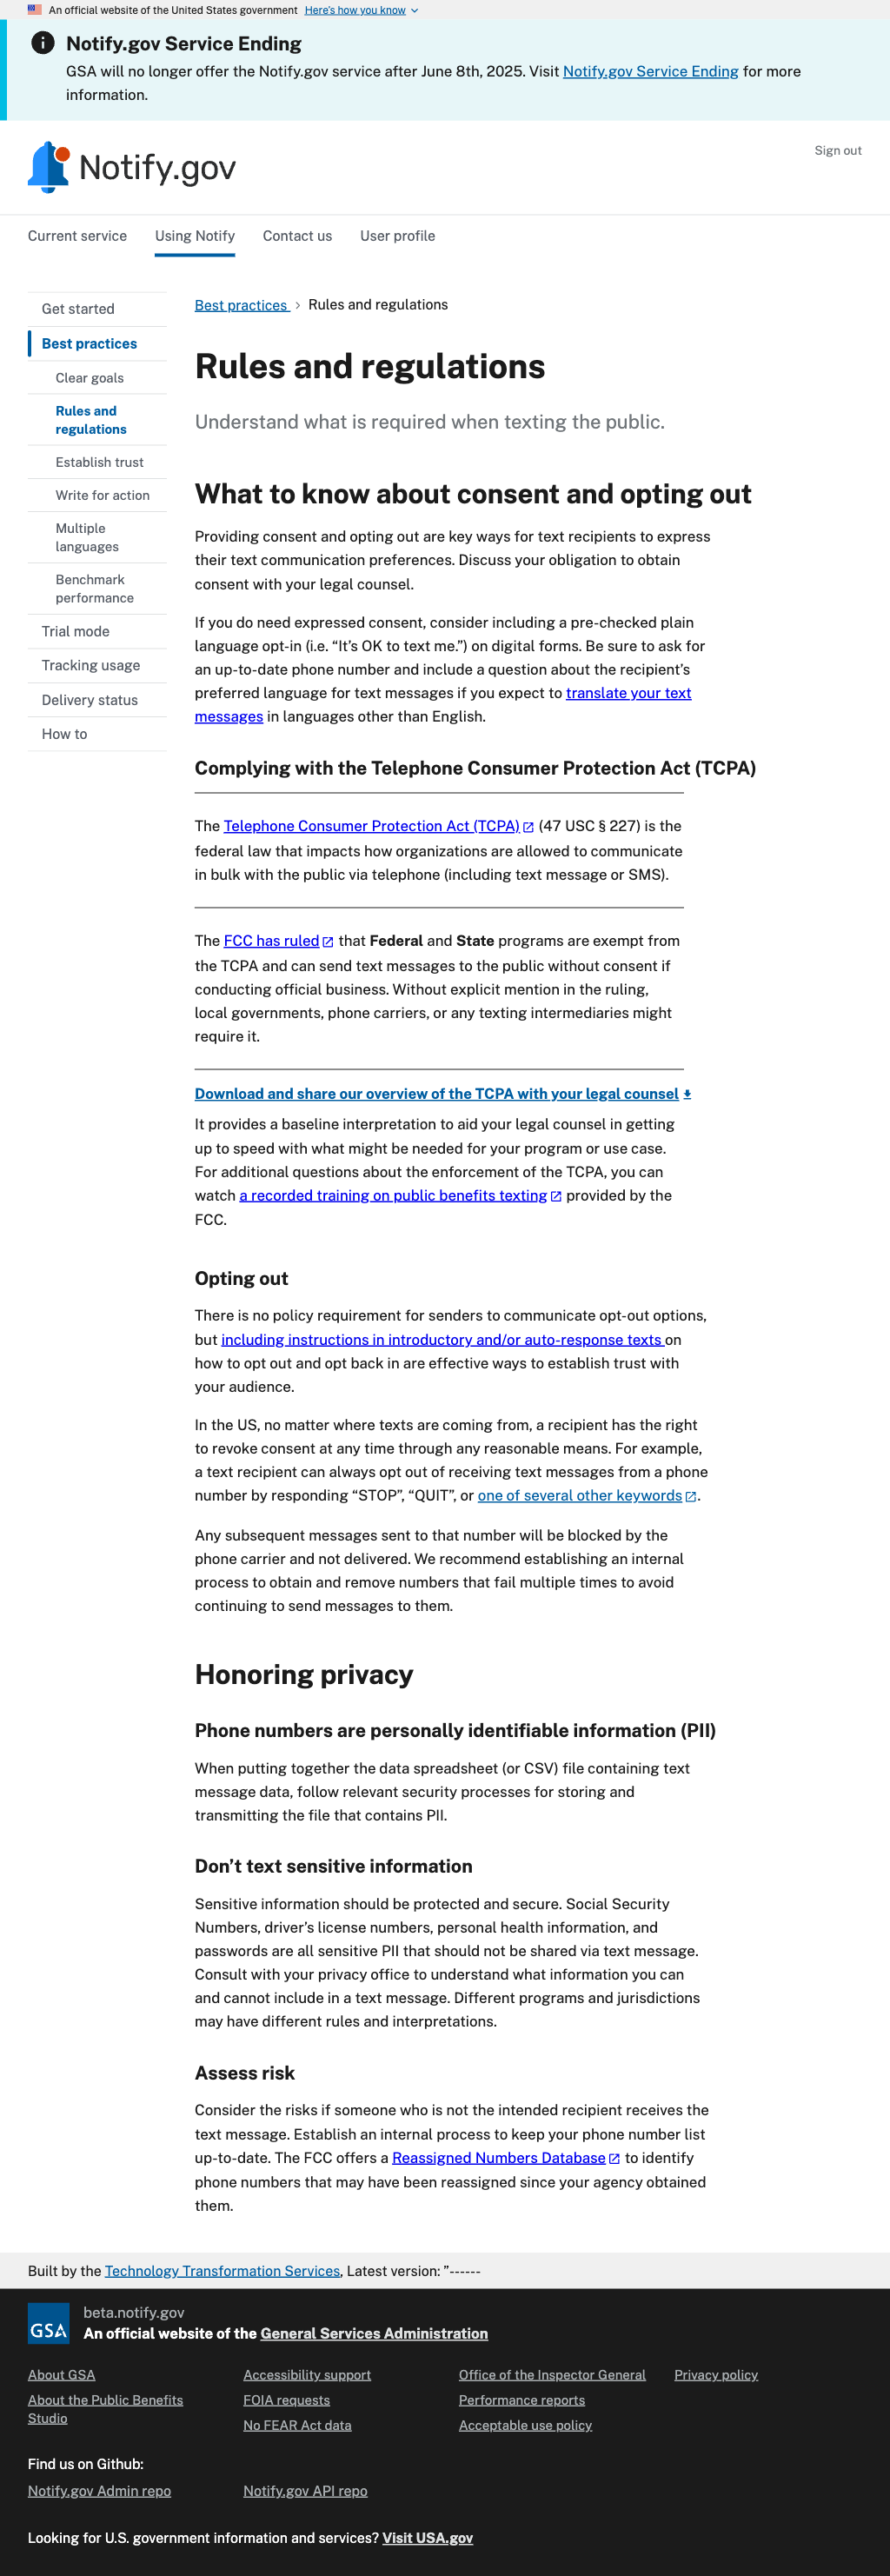 An official website of the United States government Here's how you know
Notify.gov Service Ending
GSA will no longer offer the Notify.gov service after June 8th, 2025. Visit Notify.gov Service Ending for more
information.
Notify.gov
Sign out
Current service Using Notify Contact us User profile
Get started
Best practices
Clear goals
Rules and
regulations
Establish trust
Write for action
Multiple
languages
Benchmark
performance
Trial mode
Tracking usage
Delivery status
How to
Best practices Rules and regulations
Rules and regulations
Understand what is required when texting the public.
What to know about consent and opting out
Providing consent and opting out are key ways for text recipients to express
their text communication preferences. Discuss your obligation to obtain
consent with your legal counsel.
If you do need expressed consent, consider including a pre-checked plain
language opt-in (i.e. “It’s OK to text me.”) on digital forms. Be sure to ask for
an up-to-date phone number and include a question about the recipient's
preferred language for text messages if you expect to translate your text
messages in languages other than English.
Complying with the Telephone Consumer Protection Act (TCPA)
The Telephone Consumer Protection Act (TCPA) (47 USC § 227) is the
federal law that impacts how organizations are allowed to communicate
in bulk with the public via telephone (including text message or SMS).
The FCC has ruled that Federal and State programs are exempt from
the TCPA and can send text messages to the public without consent if
conducting official business. Without explicit mention in the ruling,
local governments, phone carriers, or any texting intermediaries might
require it.
Download and share our overview of the TCPA with your legal counsel
It provides a baseline interpretation to aid your legal counsel in getting
up to speed with what might be needed for your program or use case.
For additional questions about the enforcement of the TCPA, you can
watch a recorded training on public benefits texting provided by the
FCC.
Opting out
There is no policy requirement for senders to communicate opt-out options,
but including instructions in introductory and/or auto-response texts on
how to opt out and opt back in are effective ways to establish trust with
your audience.
In the US, no matter where texts are coming from, a recipient has the right
to revoke consent at any time through any reasonable means. For example,
a text recipient can always opt out of receiving text messages from a phone
number by responding “STOP”, “QUIT”, or one of several other keywords.
Any subsequent messages sent to that number will be blocked by the
phone carrier and not delivered. We recommend establishing an internal
process to obtain and remove numbers that fail multiple times to avoid
continuing to send messages to them.
Honoring privacy
Phone numbers are personally identifiable information (PII)
When putting together the data spreadsheet (or CSV) file containing text
message data, follow relevant security processes for storing and
transmitting the file that contains PII.
Don’t text sensitive information
Sensitive information should be protected and secure. Social Security
Numbers, driver’s license numbers, personal health information, and
passwords are all sensitive PII that should not be shared via text message.
Consult with your privacy office to understand what information you can
and cannot include in a text message. Different programs and jurisdictions
may have different rules and interpretations.
Assess risk
Consider the risks if someone who is not the intended recipient receives the
text message. Establish an internal process to keep your phone number list
up-to-date. The FCC offers a Reassigned Numbers Database to identify
phone numbers that may have been reassigned since your agency obtained
them.
Built by the Technology Transformation Services, Latest version: ”------
GSA
beta.notify.gov
An official website of the General Services Administration
About GSA
About the Public Benefits
Studio
Accessibility support
FOIA requests
No FEAR Act data
Office of the Inspector General
Performance reports
Acceptable use policy
Privacy policy
Find us on Github:
Notify.gov Admin repo Notify.gov API repo
Looking for U.S. government information and services? Visit USA.gov